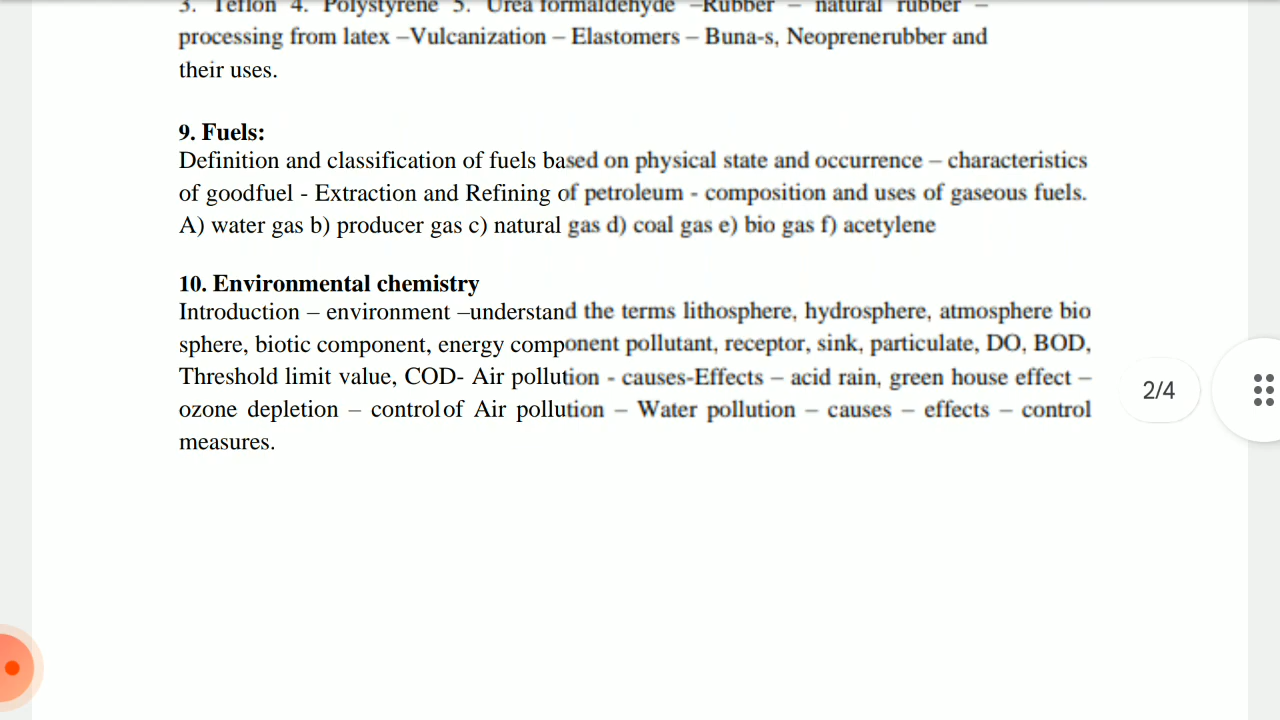 3. Teflon 4. Polystyrene 5. Urea formaldehyde –Rubber – natural rubber –
processing from latex –Vulcanization – Elastomers – Buna-s, Neoprenerubber and
their uses.
9. Fuels:
Definition and classification of fuels based on physical state and occurrence – characteristics
of goodfuel - Extraction and Refining of petroleum - composition and uses of gaseous fuels.
A) water gas b) producer gas c) natural gas d) coal gas e) bio gas f) acetylene
10. Environmental chemistry
Introduction – environment –understand the terms lithosphere, hydrosphere, atmosphere bio
sphere, biotic component, energy component pollutant, receptor, sink, particulate, DO, BOD,
Threshold limit value, COD- Air pollution - causes-Effects – acid rain, green house effect –
ozone depletion – controlof Air pollution – Water pollution – causes – effects – control
measures.
2/4